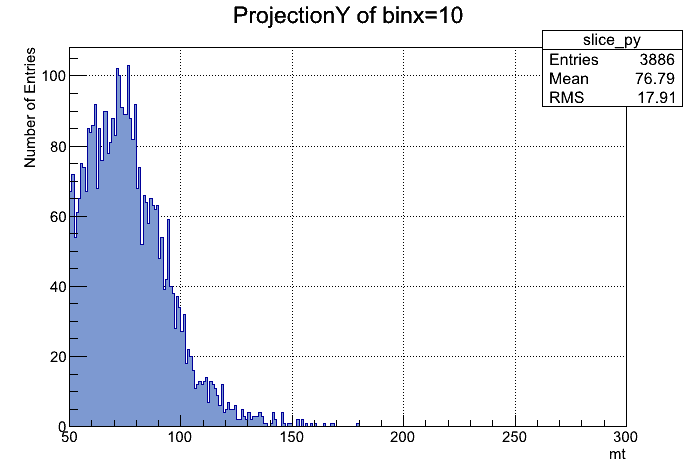 ProjectionY of binx=10
slice_py
Entries 3886
Mean 76.79
RMS 17.91
Number of Entries
100
80
60
40
20
0
50 100 150 200 250 300
mt